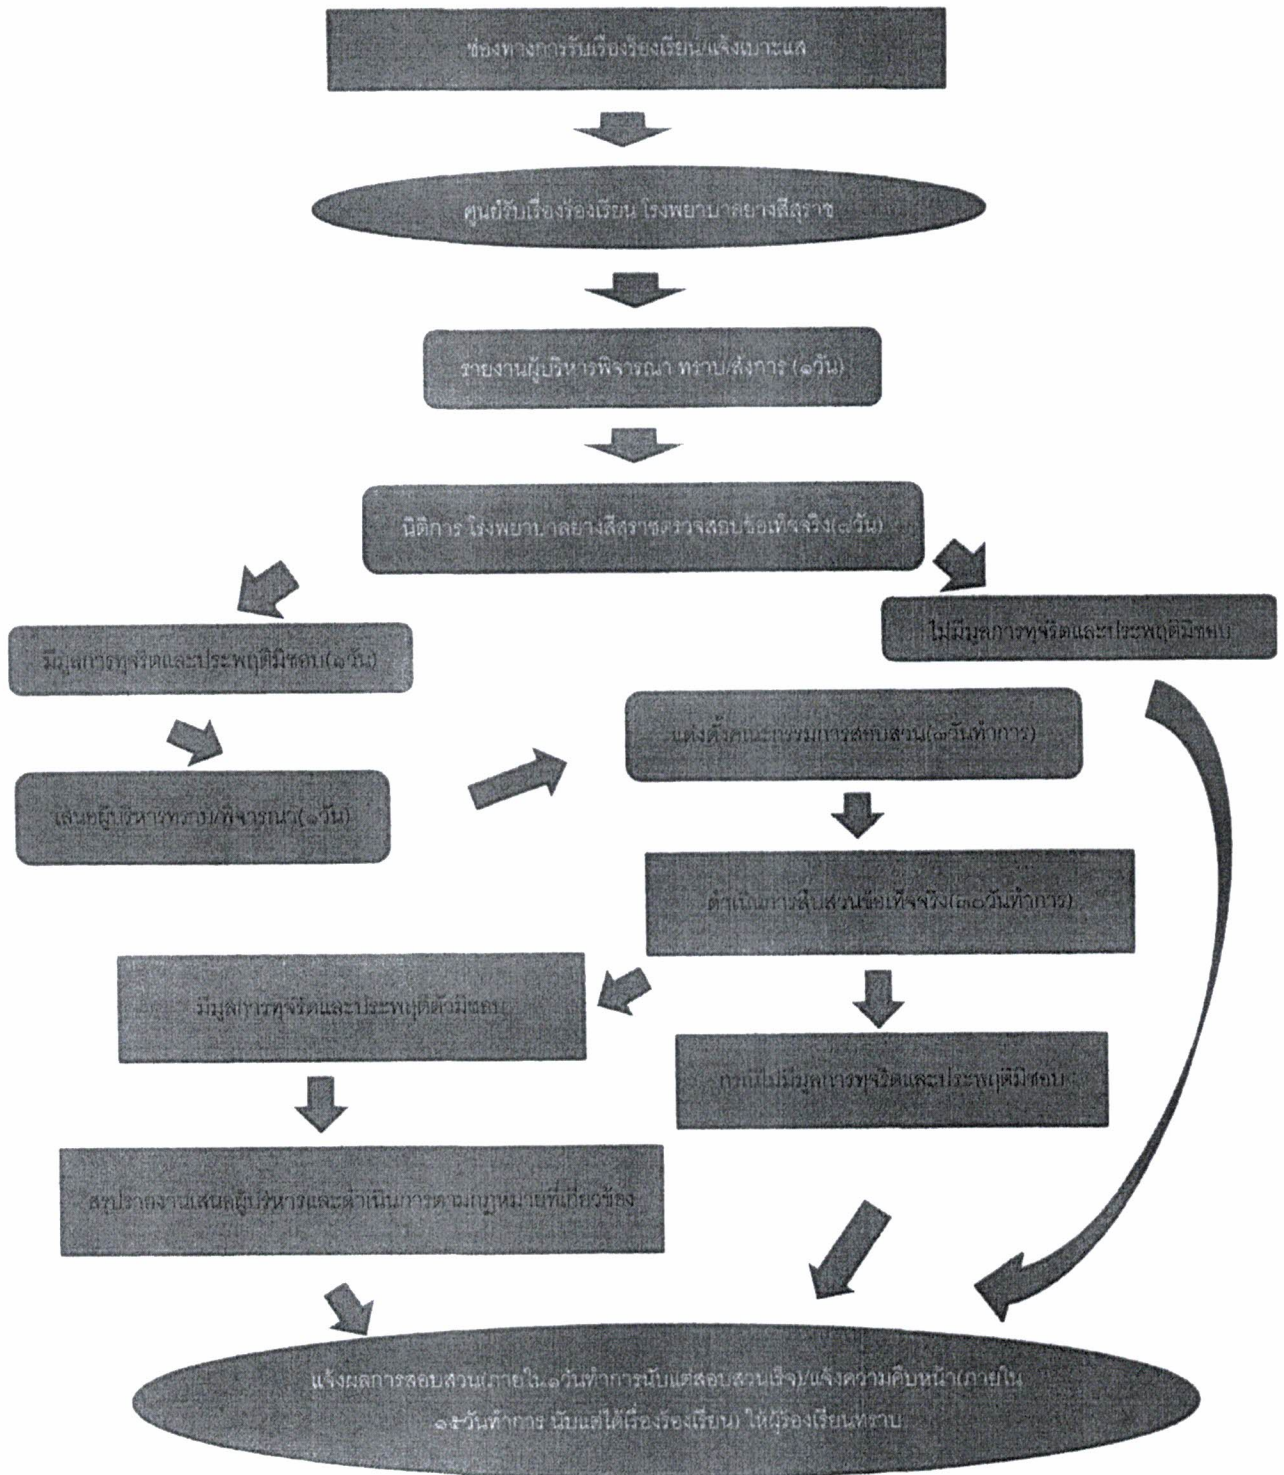 ช่องทางการรับเรื่องร้องเรียน/แจ้งเบาะแส
ศูนย์รับเรื่องร้องเรียน โรงพยาบาลยางสีสุราช
รายงานผู้บริหารพิจารณา ทราบ/สั่งการ (๑วัน)
นิติการ โรงพยาบาลยางสีสุราชตรวจสอบข้อเท็จจริง
มีมูลการทุจริตและประพฤติมิชอบ(๑วัน)
ไม่มีมูลการทุจริตและประพฤติมิชอบ
เสนอผู้บริหารทราบ/พิจารณา(๑วัน)
แต่งตั้งคณะกรรมการสอบสวน(๓วันทำการ)
ดำเนินการสืบสวนข้อเท็จจริง(๓๐วันทำการ)
มีมูลการทุจริตและประพฤติตัวมิชอบ
กรณีไม่มีมูลการทุจริตและประพฤติมิชอบ
สรุปรายงานเสนอผู้บริหารและดำเนินการตามกฎหมายที่เกี่ยวข้อง
แจ้งผลการสอบสวน(ภายใน๑วันทำการนับแต่สอบสวนเร็จ)/แจ้งความคืบหน้า(ภายใน
๑๕วันทำการ นับแต่ได้เรื่องร้องเรียน) ให้ผู้ร้องเรียนทราบ